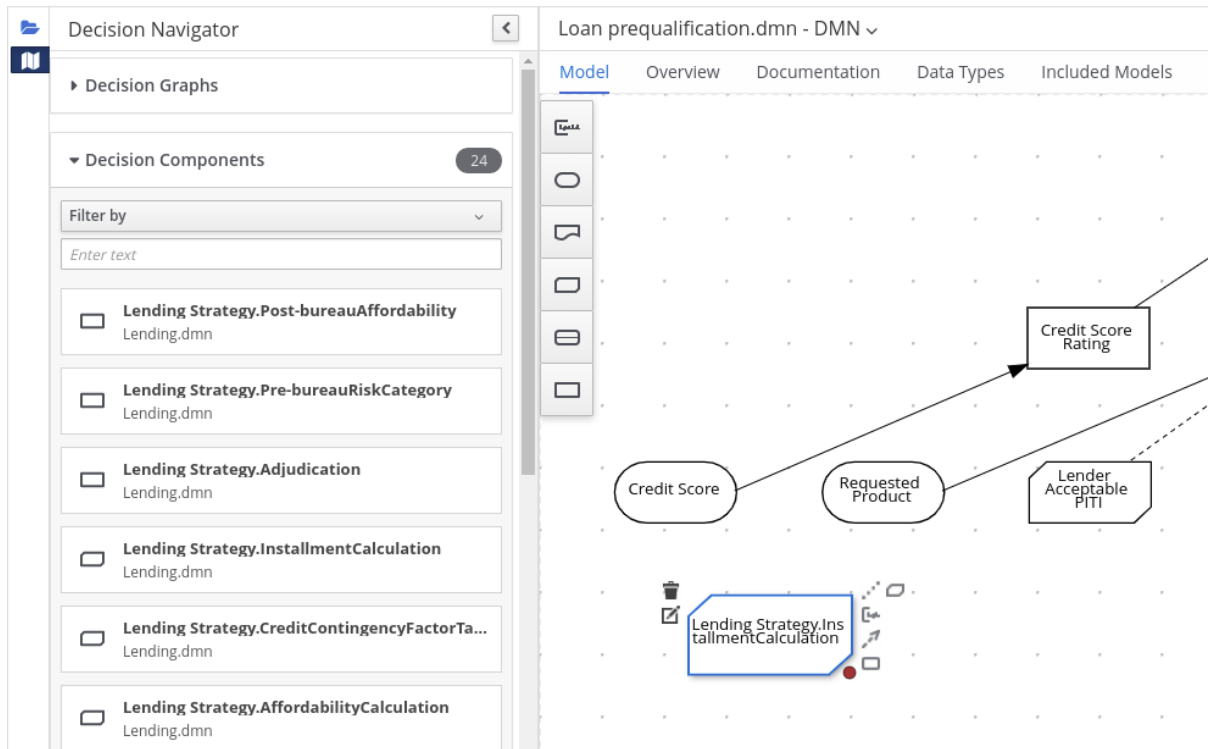 Decision Navigator
Decision Graphs
Decision Components
24
Filter by
Enter text
Lending Strategy.Post-bureauAffordability
Lending.dmn
Lending Strategy.Pre-bureauRiskCategory
Lending.dmn
Lending Strategy.Adjudication
Lending.dmn
Lending Strategy.InstallmentCalculation
Lending.dmn
Lending Strategy.CreditContingencyFactorTa...
Lending.dmn
Lending Strategy.AffordabilityCalculation
Lending.dmn
Loan prequalification.dmn - DMN
Model Overview Documentation Data Types Included Models
Credit Score
Rating
Credit Score
Requested
Product
Lender
Acceptable
PITI
Lending Strategy.Ins
tallmentCalculation